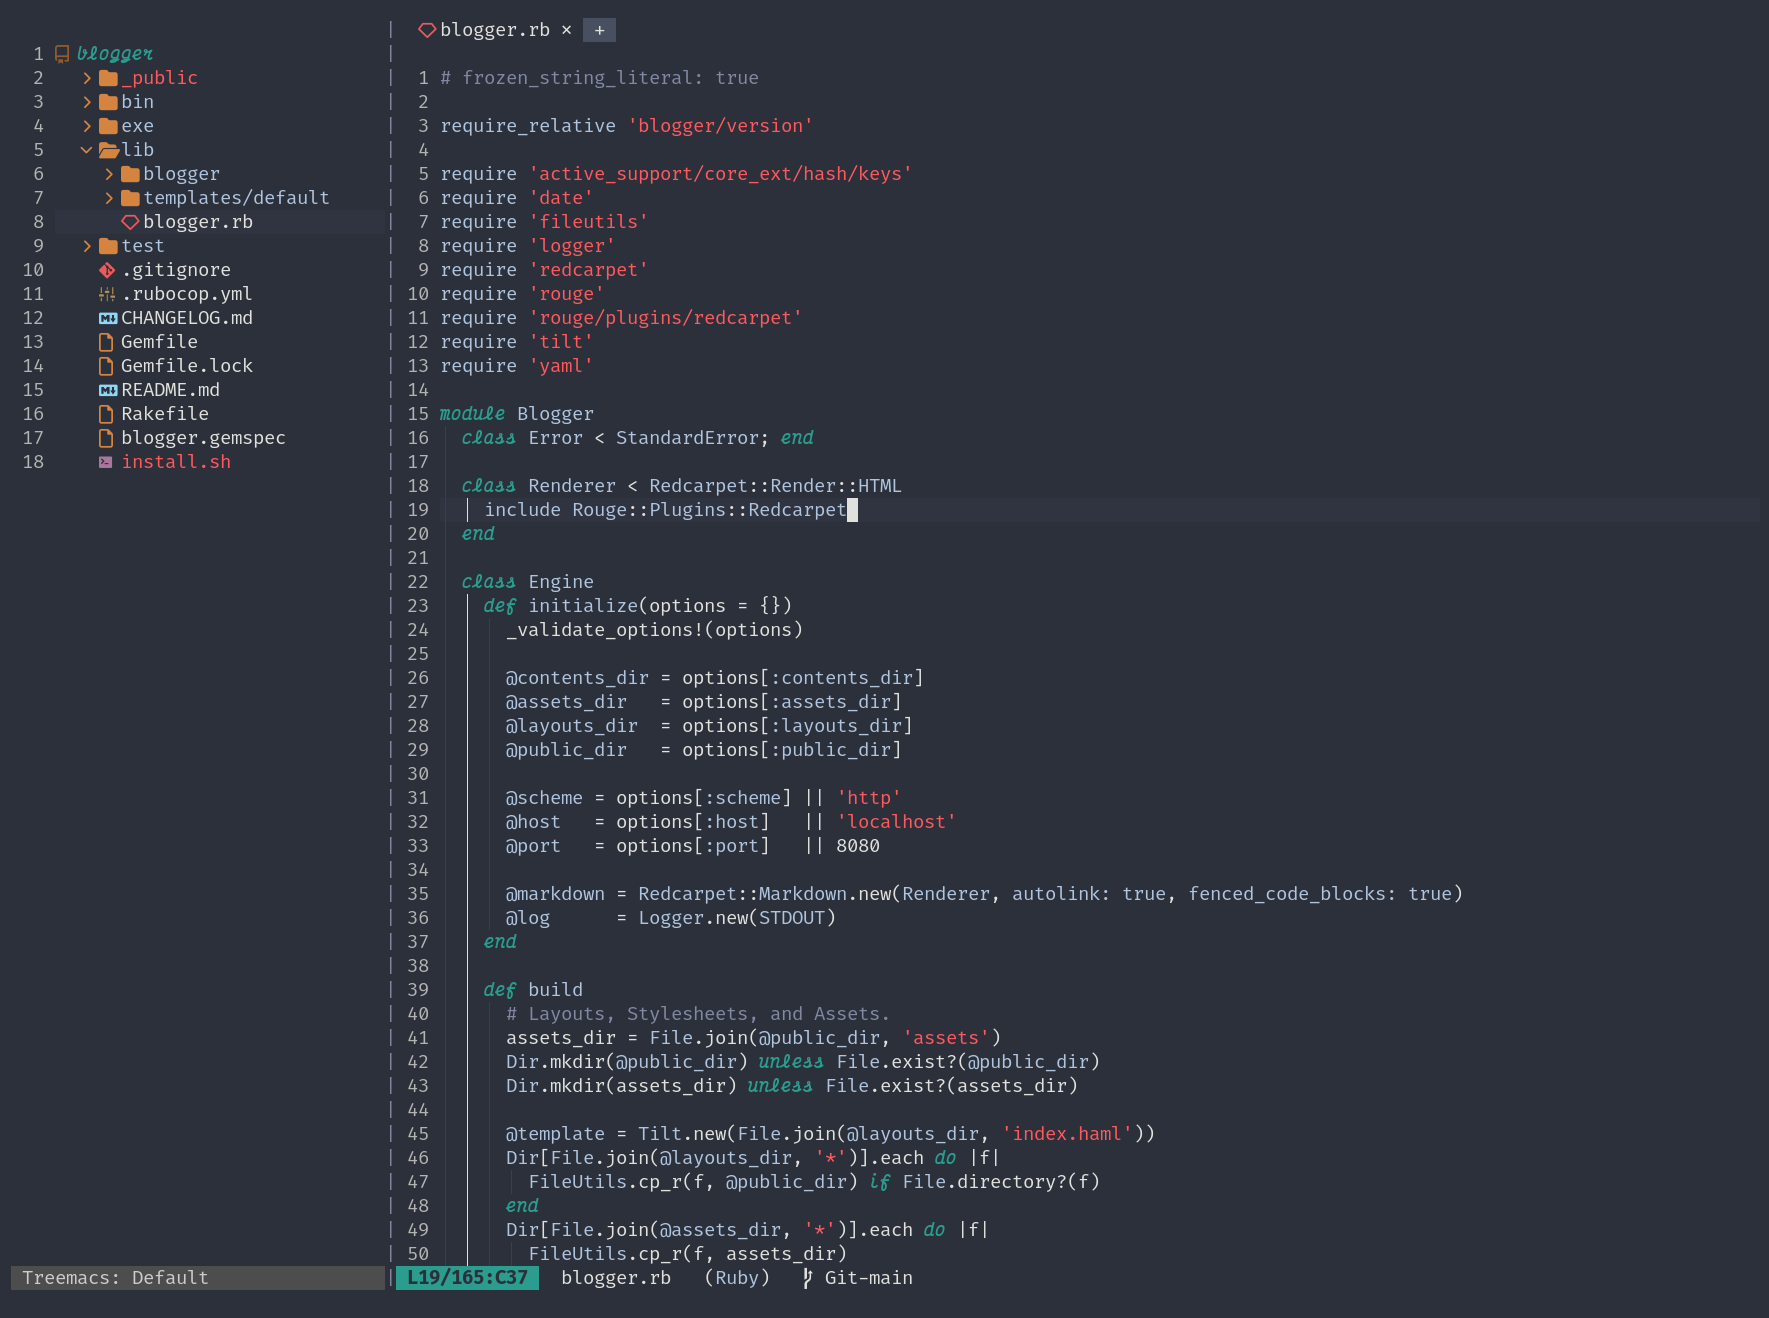 1 blogger
2 _public
3 bin
4 exe
5 lib
6 blogger
7 templates/default
8 blogger.rb
9 test
10 .gitignore
11 .rubocop.yml
12 CHANGELOG.md
13 Gemfile
14 Gemfile.lock
15 README.md
16 Rakefile
17 blogger.gemspec
18 install.sh
Treemacs: Default
blogger.rb × +
1 # frozen_string_literal: true
2
3 require_relative 'blogger/version'
4
5 require 'active_support/core_ext/hash/keys'
6 require 'date'
7 require 'fileutils'
8 require 'logger'
9 require 'redcarpet'
10 require 'rouge'
11 require 'rouge/plugins/redcarpet'
12 require 'tilt'
13 require 'yaml'
14
15 module Blogger
16   class Error < StandardError; end
17
18   class Renderer < Redcarpet::Render::HTML
19     include Rouge::Plugins::Redcarpet
20   end
21
22   class Engine
23     def initialize(options = {})
24       _validate_options!(options)
25
26       @contents_dir = options[:contents_dir]
27       @assets_dir   = options[:assets_dir]
28       @layouts_dir  = options[:layouts_dir]
29       @public_dir   = options[:public_dir]
30
31       @scheme = options[:scheme] || 'http'
32       @host   = options[:host]   || 'localhost'
33       @port   = options[:port]   || 8080
34
35       @markdown = Redcarpet::Markdown.new(Renderer, autolink: true, fenced_code_blocks: true)
36       @log      = Logger.new(STDOUT)
37     end
38
39     def build
40       # Layouts, Stylesheets, and Assets.
41       assets_dir = File.join(@public_dir, 'assets')
42       Dir.mkdir(@public_dir) unless File.exist?(@public_dir)
43       Dir.mkdir(assets_dir) unless File.exist?(assets_dir)
44
45       @template = Tilt.new(File.join(@layouts_dir, 'index.haml'))
46       Dir[File.join(@layouts_dir, '*')].each do |f|
47         FileUtils.cp_r(f, @public_dir) if File.directory?(f)
48       end
49       Dir[File.join(@assets_dir, '*')].each do |f|
50         FileUtils.cp_r(f, assets_dir)
L19/165:C37 blogger.rb (Ruby) Git-main